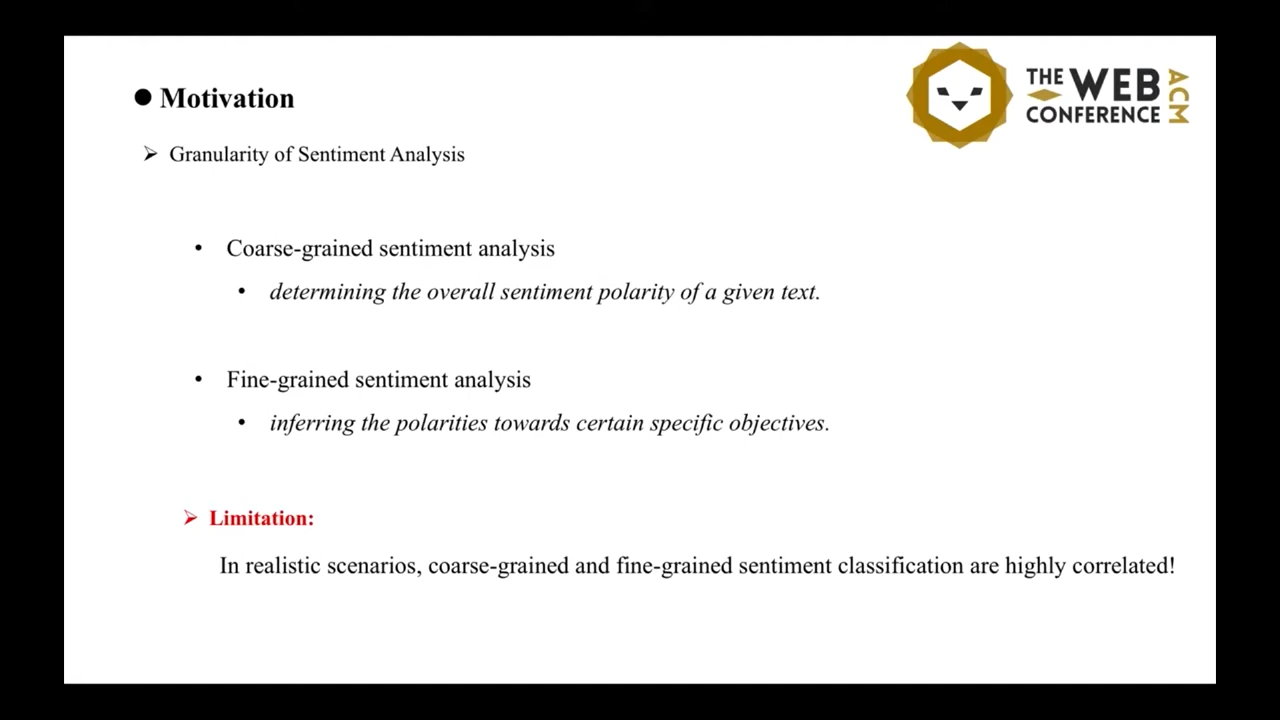 THE WEB CONFERENCE ACM
● Motivation
➢ Granularity of Sentiment Analysis
• Coarse-grained sentiment analysis
• determining the overall sentiment polarity of a given text.
• Fine-grained sentiment analysis
• inferring the polarities towards certain specific objectives.
➢ Limitation:
In realistic scenarios, coarse-grained and fine-grained sentiment classification are highly correlated!